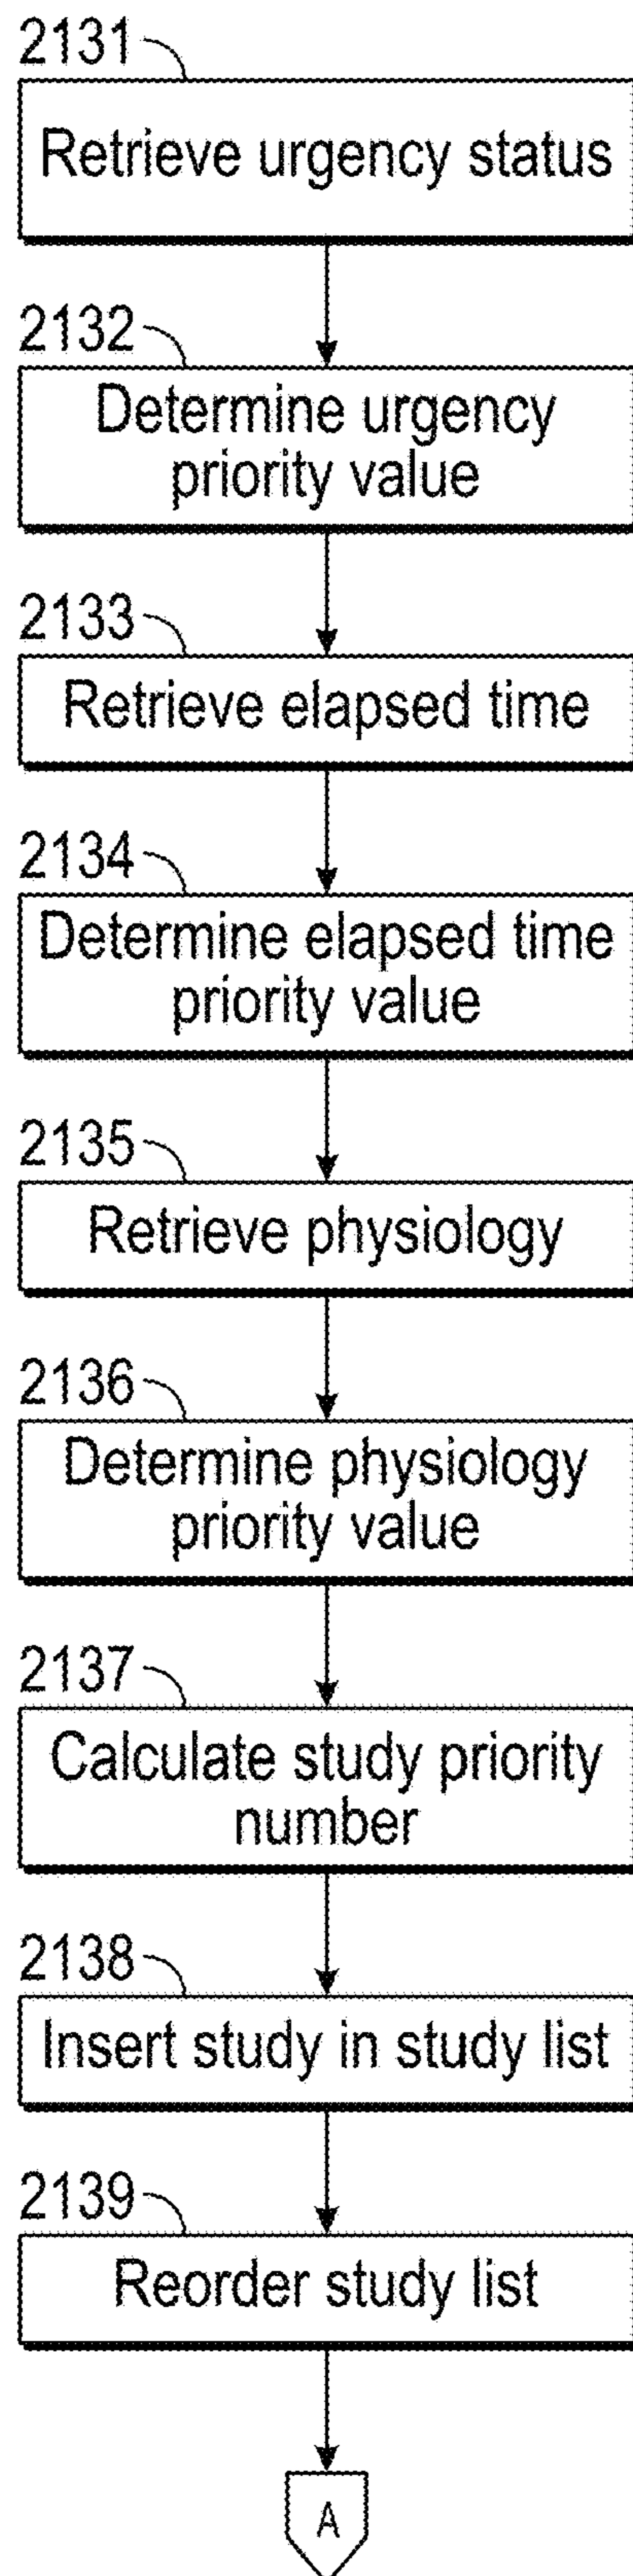 2131
Retrieve urgency status
2132
Determine urgency
priority value
2133
Retrieve elapsed time
2134
Determine elapsed time
priority value
2135
Retrieve physiology
2136
Determine physiology
priority value
2137
Calculate study priority
number
2138
Insert study in study list
2139
Reorder study list
A